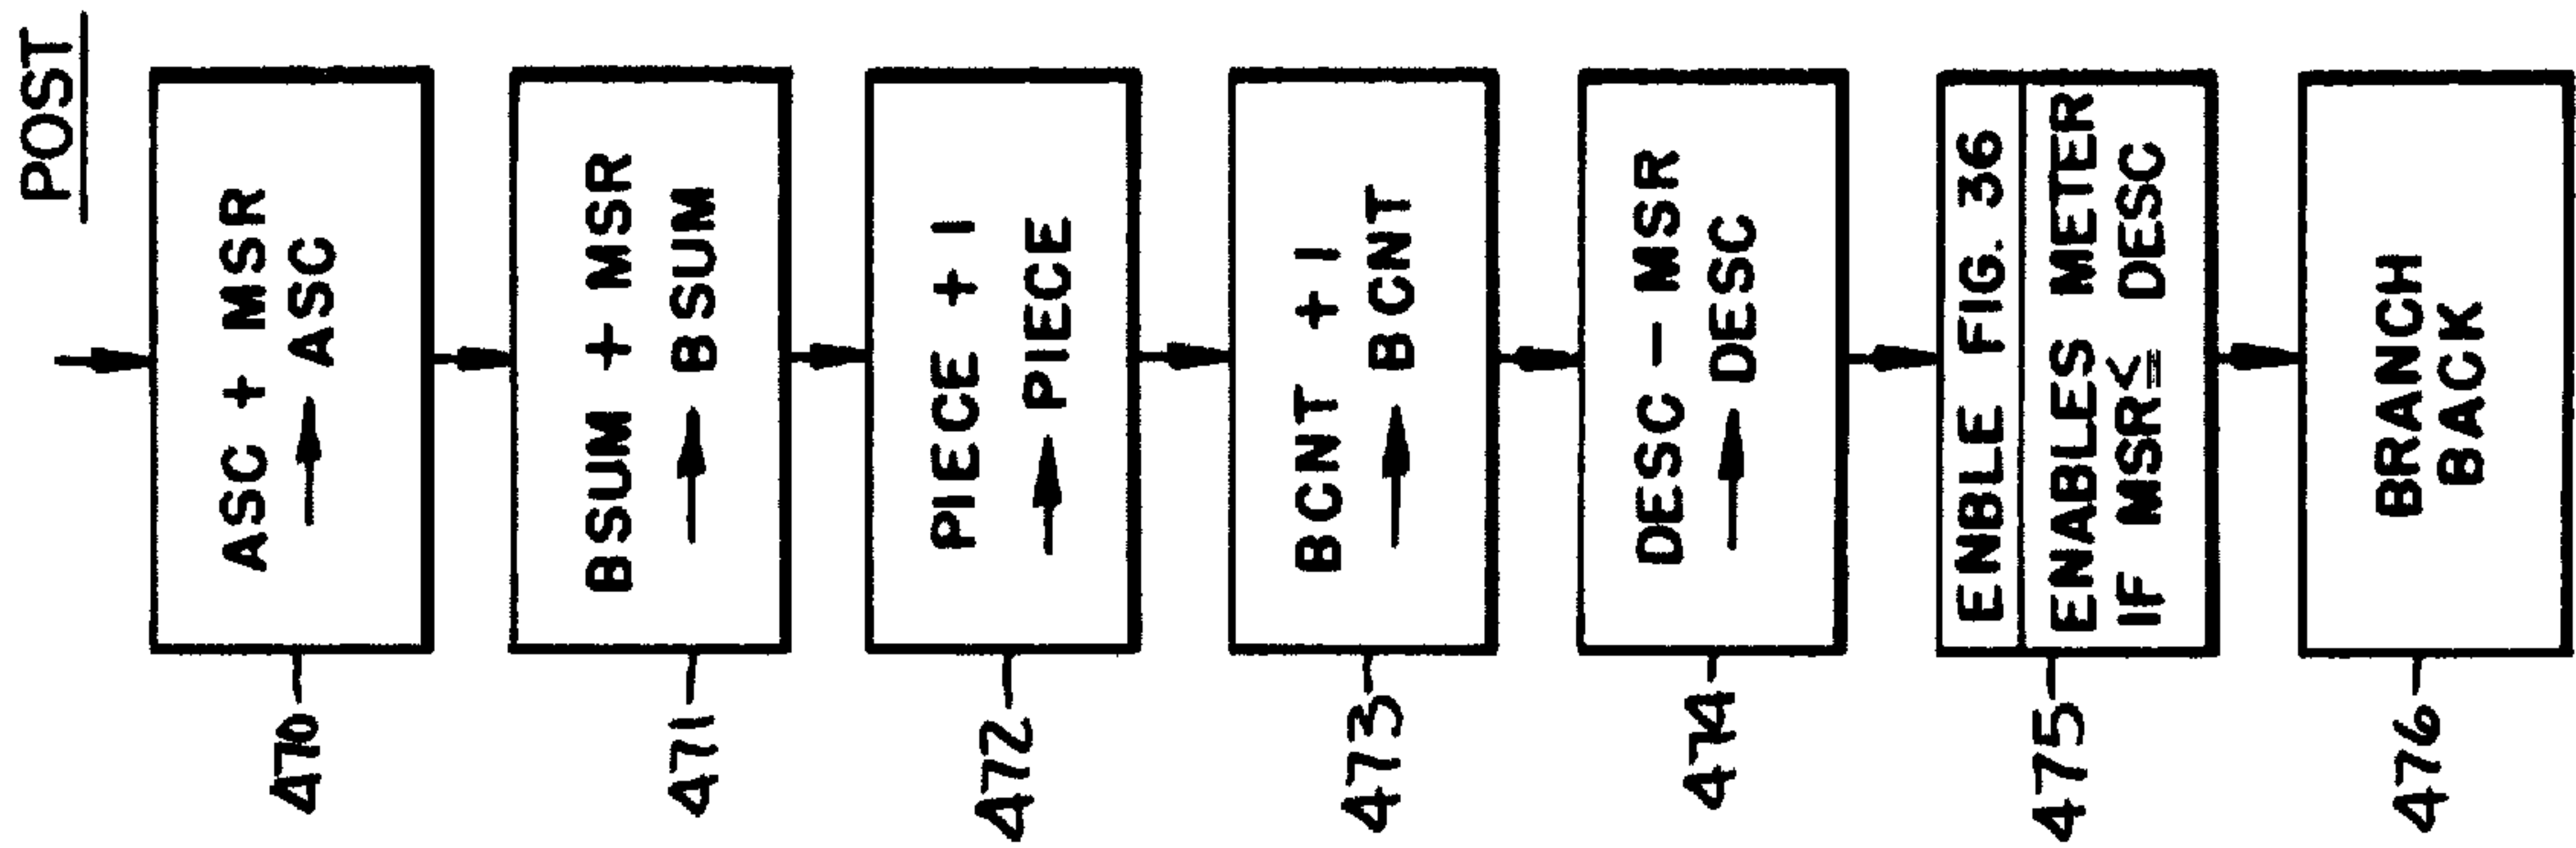 POST
470
ASC + MSR
→ ASC
471
BSUM + MSR
→ BSUM
472
PIECE + 1
→ PIECE
473
BCNT + 1
→ BCNT
474
DESC - MSR
→ DESC
475
ENBLE FIG. 36
ENABLES METER
IF MSR≤ DESC
476
BRANCH
BACK